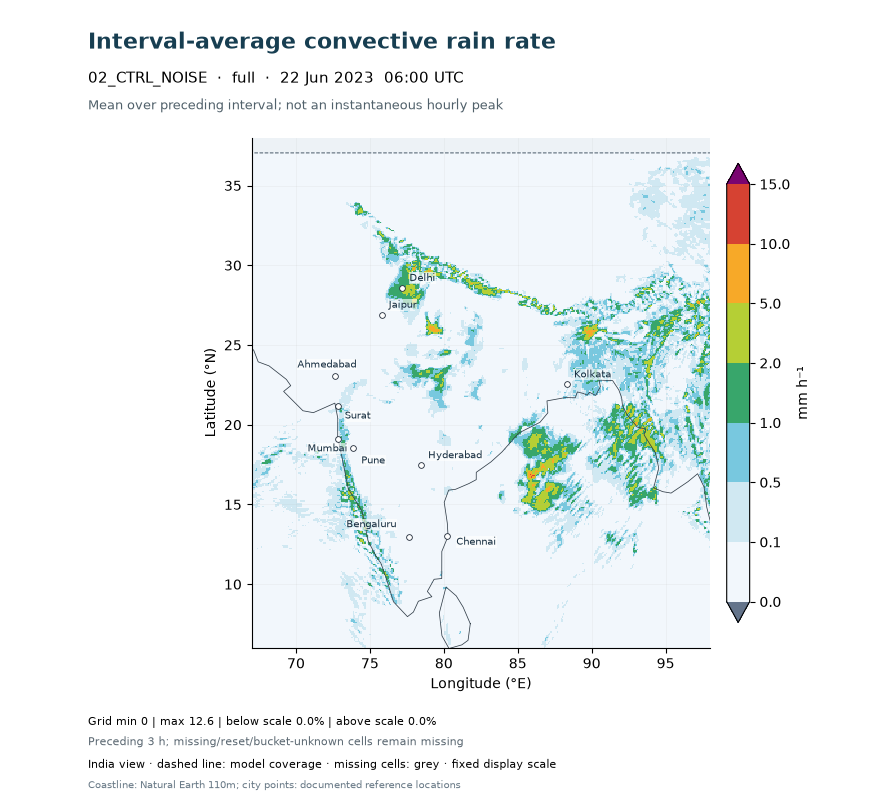 Interval-average convective rain rate
02_CTRL_NOISE · full · 22 Jun 2023 06:00 UTC
Mean over preceding interval; not an instantaneous hourly peak
35
30
25
20
15
10
Latitude (°N)
Delhi
Jaipur
Ahmedabad
Kolkata
Surat
Mumbai
Pune
Hyderabad
Bengaluru
Chennai
70 75 80 85 90 95
Longitude (°E)
15.0
10.0
5.0
2.0
1.0
0.5
0.1
0.0
mm h⁻¹
Grid min 0 | max 12.6 | below scale 0.0% | above scale 0.0%
Preceding 3 h; missing/reset/bucket-unknown cells remain missing
India view · dashed line: model coverage · missing cells: grey · fixed display scale
Coastline: Natural Earth 110m; city points: documented reference locations